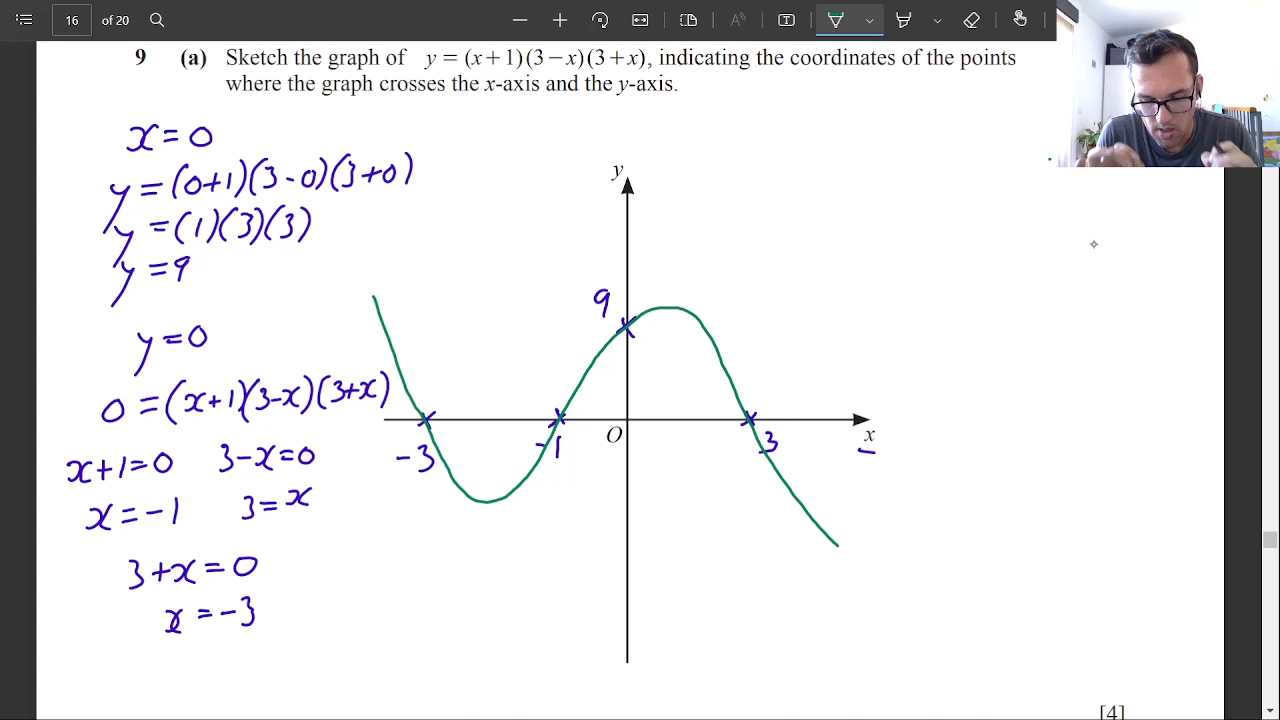 16 of 20
9 (a) Sketch the graph of y = (x+1)(3−x)(3+x), indicating the coordinates of the points
where the graph crosses the x-axis and the y-axis.
x = 0
y = (0+1)(3-0)(3+0)
y = (1)(3)(3)
y = 9
y = 0
0 = (x+1)(3-x)(3+x)
x+1=0 3-x=0
x = -1 3 = x
3+x = 0
x = -3
y
9
-3 -1 O 3 x
[4]